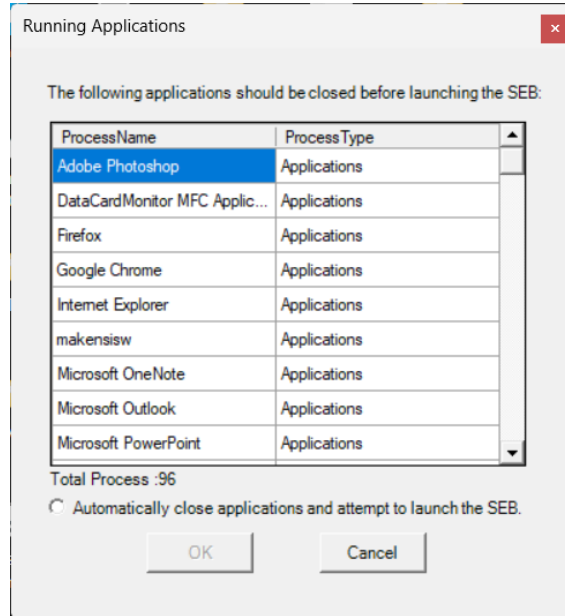 Running Applications
The following applications should be closed before launching the SEB:
ProcessName ProcessType
Adobe Photoshop Applications
DataCardMonitor MFC Applic... Applications
Firefox Applications
Google Chrome Applications
Internet Explorer Applications
makensisw Applications
Microsoft OneNote Applications
Microsoft Outlook Applications
Microsoft PowerPoint Applications
Total Process :96
Automatically close applications and attempt to launch the SEB.
OK Cancel